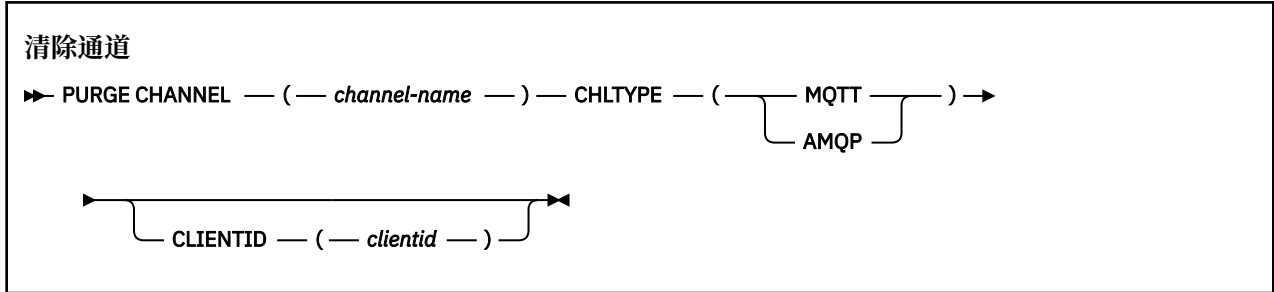 清除通道
PURGE CHANNEL ( channel-name ) CHLTYPE ( MQTT )
AMQP
CLIENTID ( clientid )